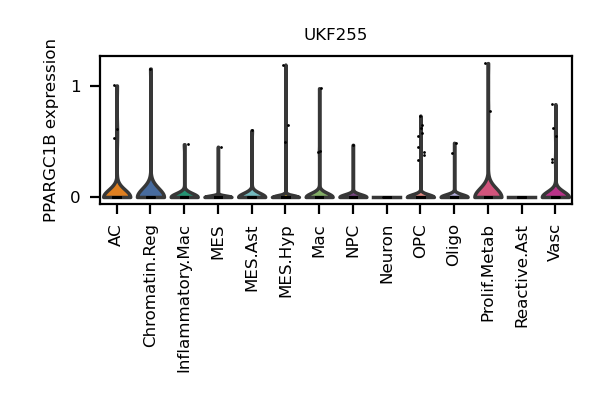 UKF255
PPARGC1B expression
1
0
AC
Chromatin.Reg
Inflammatory.Mac
MES
MES.Ast
MES.Hyp
Mac
NPC
Neuron
OPC
Oligo
Prolif.Metab
Reactive.Ast
Vasc